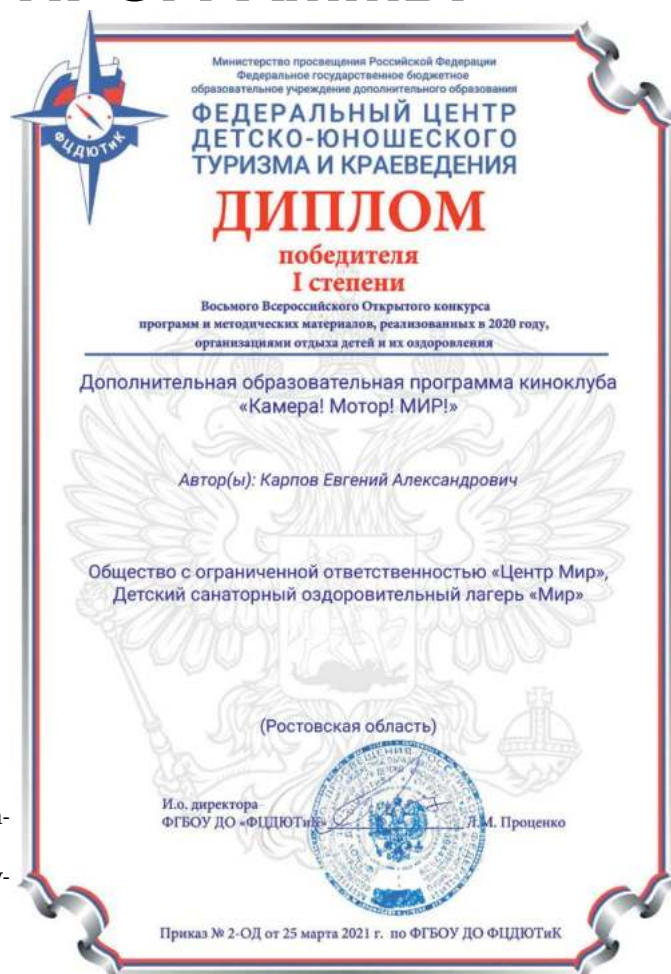 Министерство просвещения Российской Федерации
Федеральное государственное бюджетное
образовательное учреждение дополнительного образования
ФЕДЕРАЛЬНЫЙ ЦЕНТР
ДЕТСКО-ЮНОШЕСКОГО
ТУРИЗМА И КРАЕВЕДЕНИЯ
ФЦДЮТиК
ДИПЛОМ
победителя
I степени
Восьмого Всероссийского Открытого конкурса
программ и методических материалов, реализованных в 2020 году,
организациями отдыха детей и их оздоровления
Дополнительная образовательная программа киноклуба
«Камера! Мотор! МИР!»
Автор(ы): Карпов Евгений Александрович
Общество с ограниченной ответственностью «Центр Мир»,
Детский санаторный оздоровительный лагерь «Мир»
(Ростовская область)
И.о. директора
ФГБОУ ДО «ФЦДЮТиК»
Л.М. Проценко
Приказ № 2-ОД от 25 марта 2021 г. по ФГБОУ ДО ФЦДЮТиК